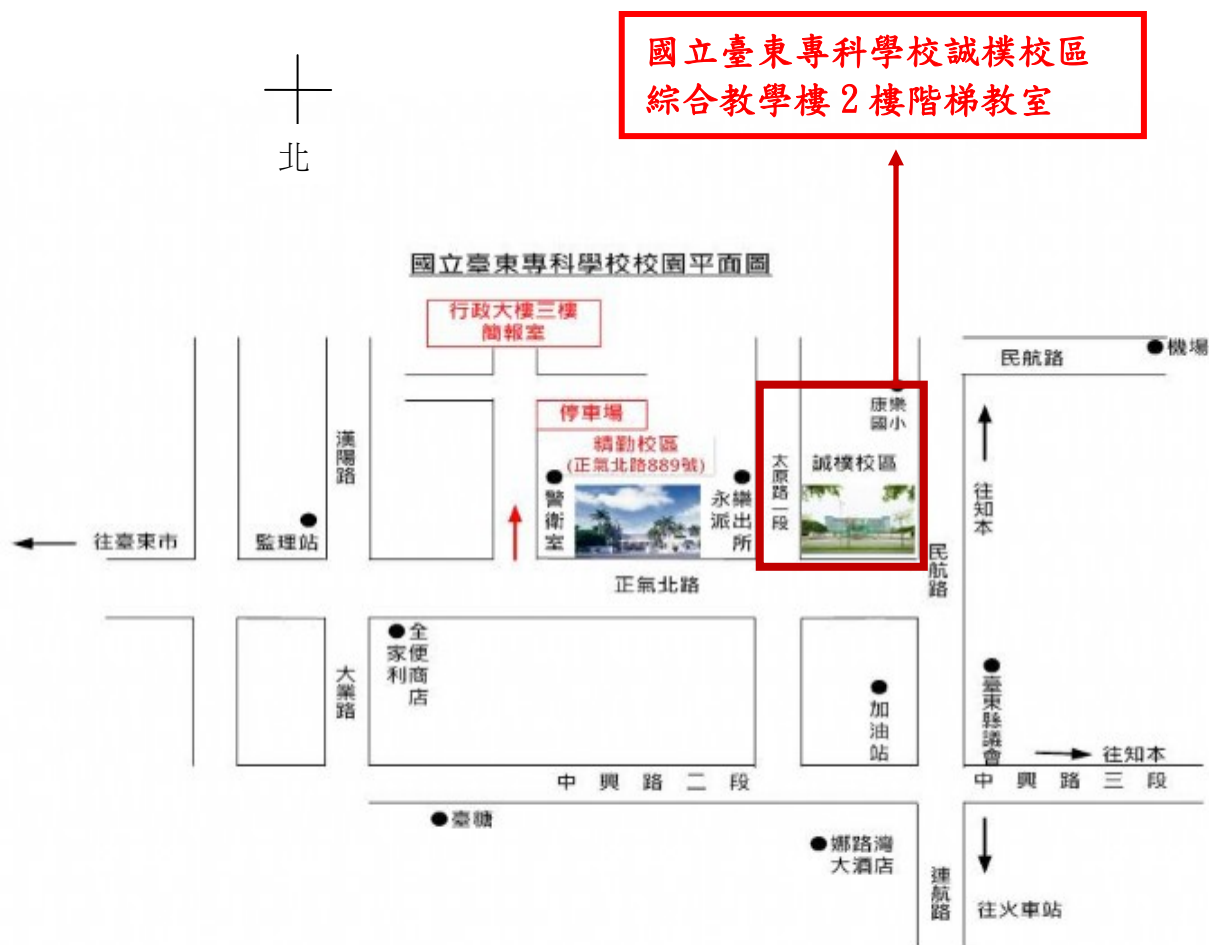 國立臺東專科學校誠樸校區
綜合教學樓2樓階梯教室
北
國立臺東專科學校校園平面圖
行政大樓三樓
簡報室
民航路
機場
停車場
精勤校區
(正氣北路889號)
康樂
國小
誠樸校區
漢陽路
太原路一段
往知本
警衛室
永樂
派出所
往臺東市
監理站
正氣北路
民航路
全家
便利
商店
大業路
加油站
臺東縣議會
往知本
中興路二段
中興路三段
臺糖
娜路灣
大酒店
連航路
往火車站